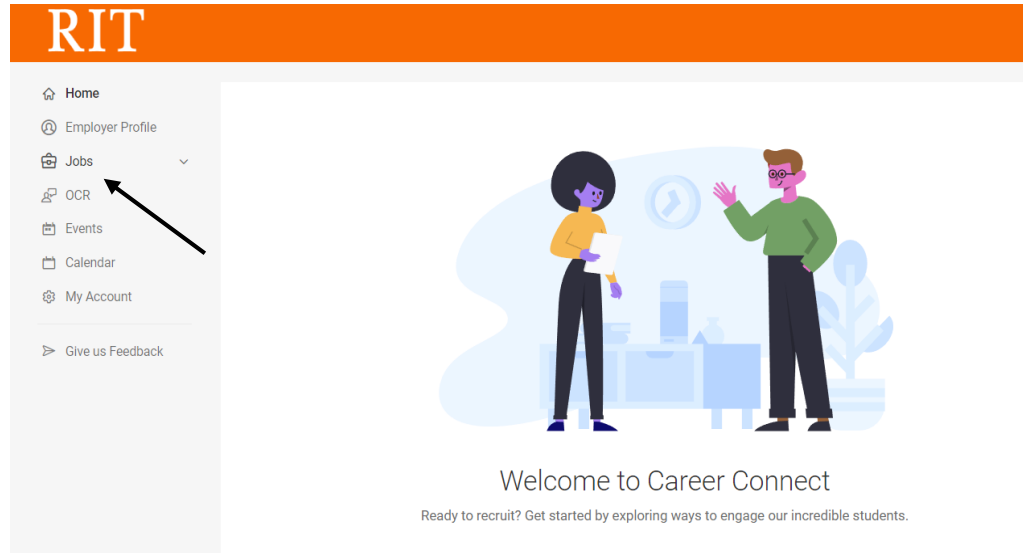 RIT
Home
Employer Profile
Jobs
OCR
Events
Calendar
My Account
Give us Feedback
Welcome to Career Connect
Ready to recruit? Get started by exploring ways to engage our incredible students.